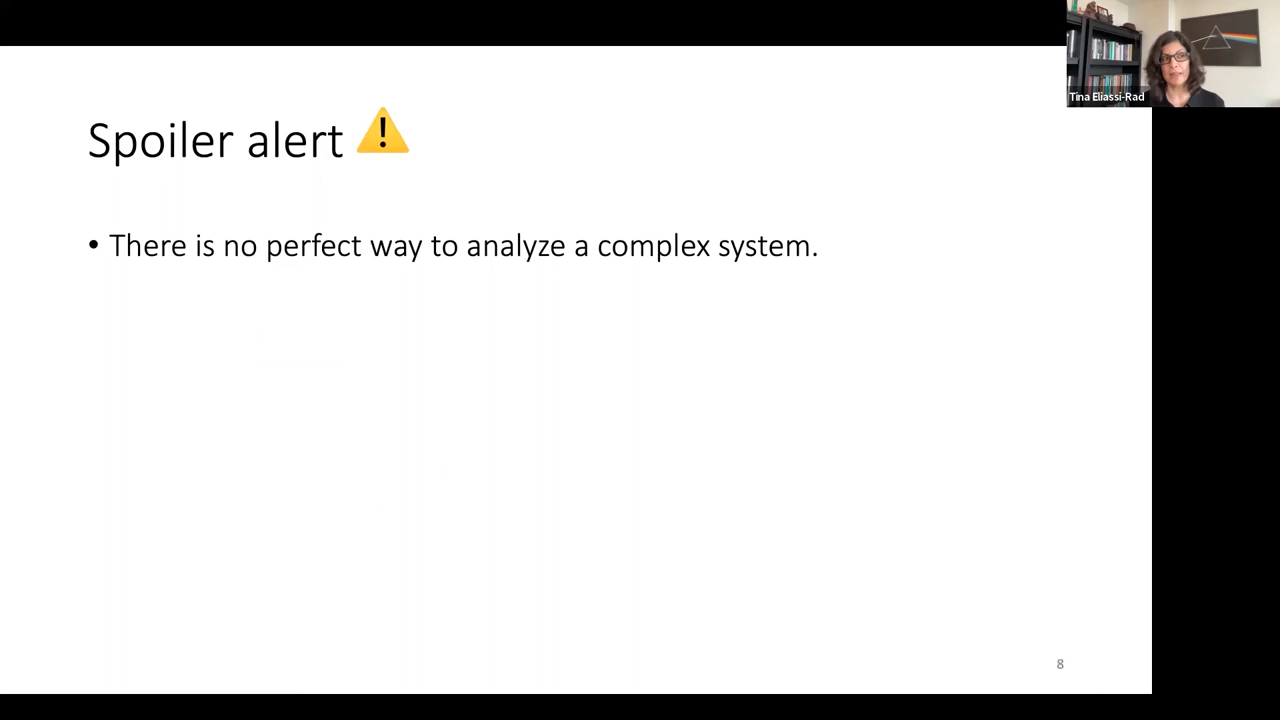 Tina Eliassi-Rad
Spoiler alert ⚠️
• There is no perfect way to analyze a complex system.
8